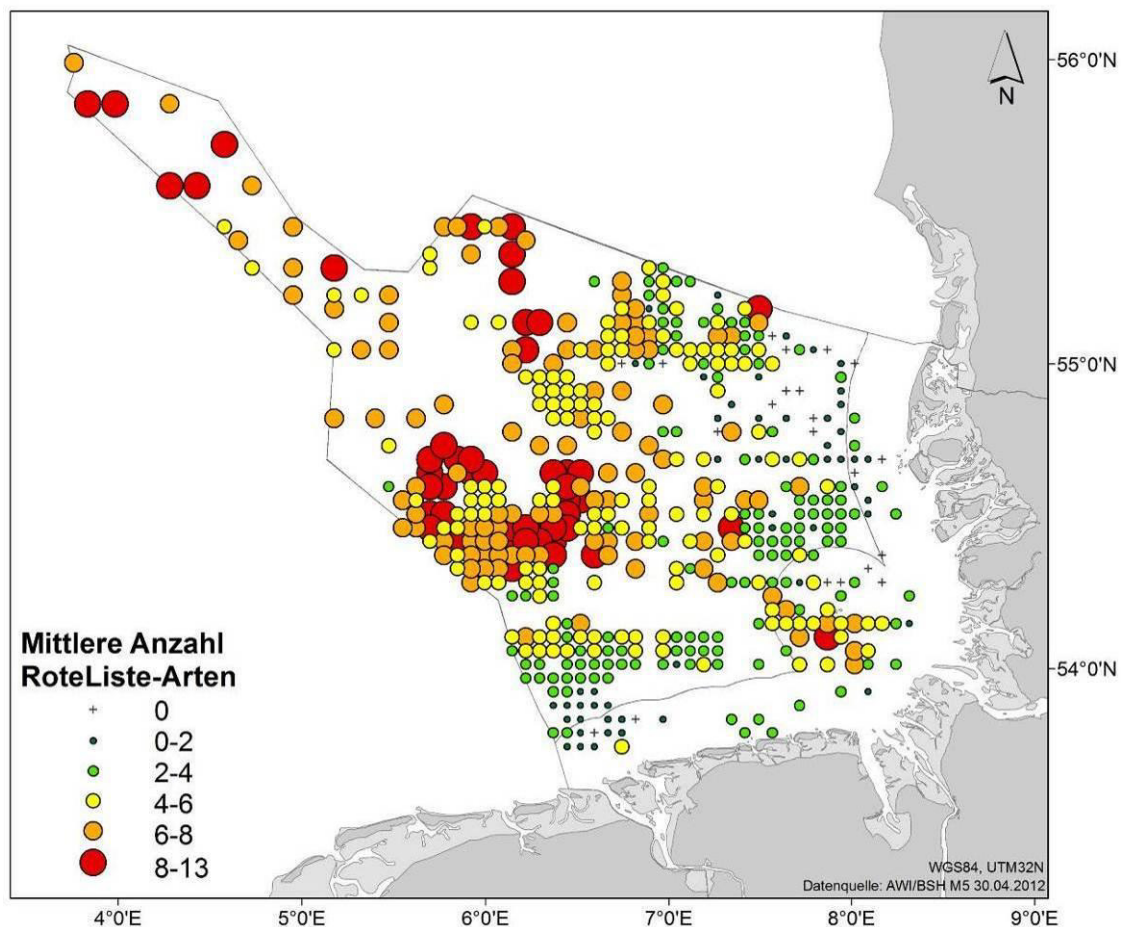 56°0'N
N
55°0'N
54°0'N
Mittlere Anzahl
RoteListe-Arten
+ 0
0-2
2-4
4-6
6-8
8-13
WGS84, UTM32N
Datenquelle: AWI/BSH M5 30.04.2012
4°0'E 5°0'E 6°0'E 7°0'E 8°0'E 9°0'E